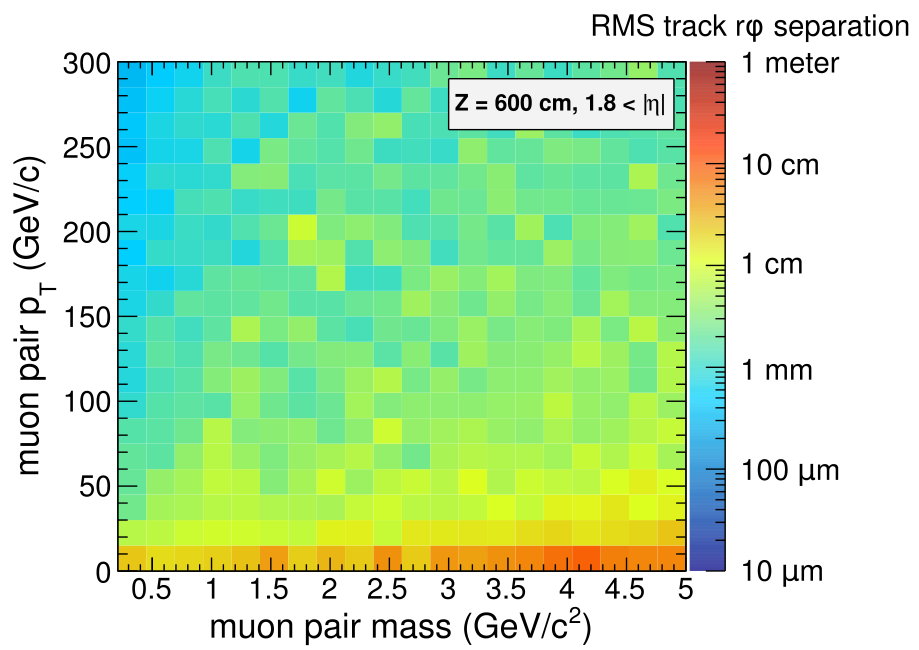 RMS track rφ separation
Z = 600 cm, 1.8 < |η|
muon pair p_T (GeV/c)
300
250
200
150
100
50
0
0.5 1 1.5 2 2.5 3 3.5 4 4.5 5
muon pair mass (GeV/c²)
1 meter
10 cm
1 cm
1 mm
100 μm
10 μm